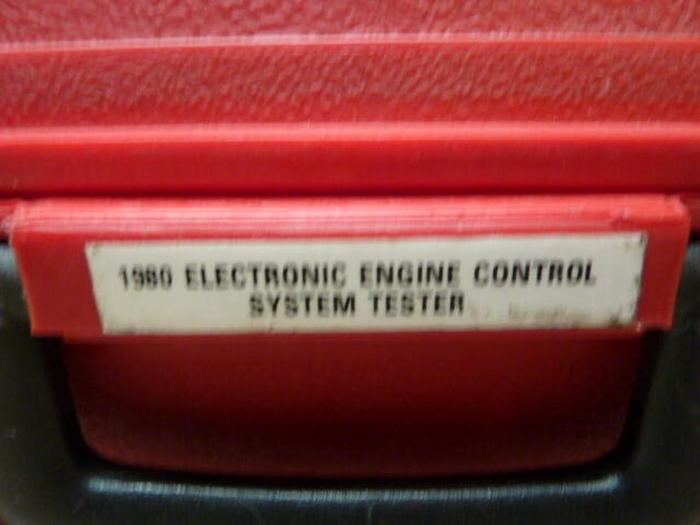 1980 ELECTRONIC ENGINE CONTROL
SYSTEM TESTER